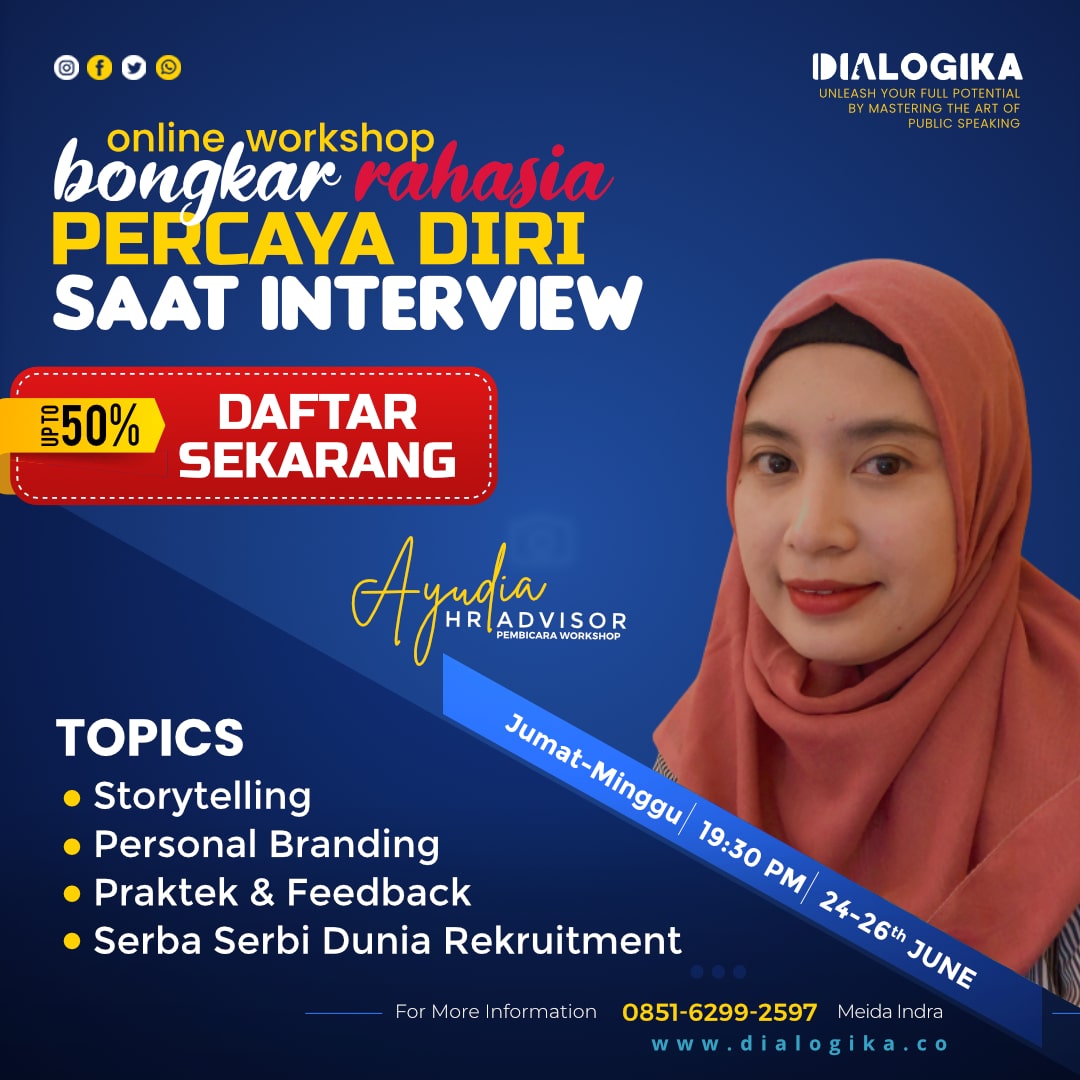 DIALOGIKA
UNLEASH YOUR FULL POTENTIAL
BY MASTERING THE ART OF
PUBLIC SPEAKING
online workshop
bongkar rahasia
PERCAYA DIRI
SAAT INTERVIEW
UP TO 50%
DAFTAR
SEKARANG
Ayudia
HR ADVISOR
PEMBICARA WORKSHOP
Jumat-Minggu | 19:30 PM | 24-26th JUNE
TOPICS
• Storytelling
• Personal Branding
• Praktek & Feedback
• Serba Serbi Dunia Rekruitment
For More Information 0851-6299-2597 Meida Indra
www.dialogika.co